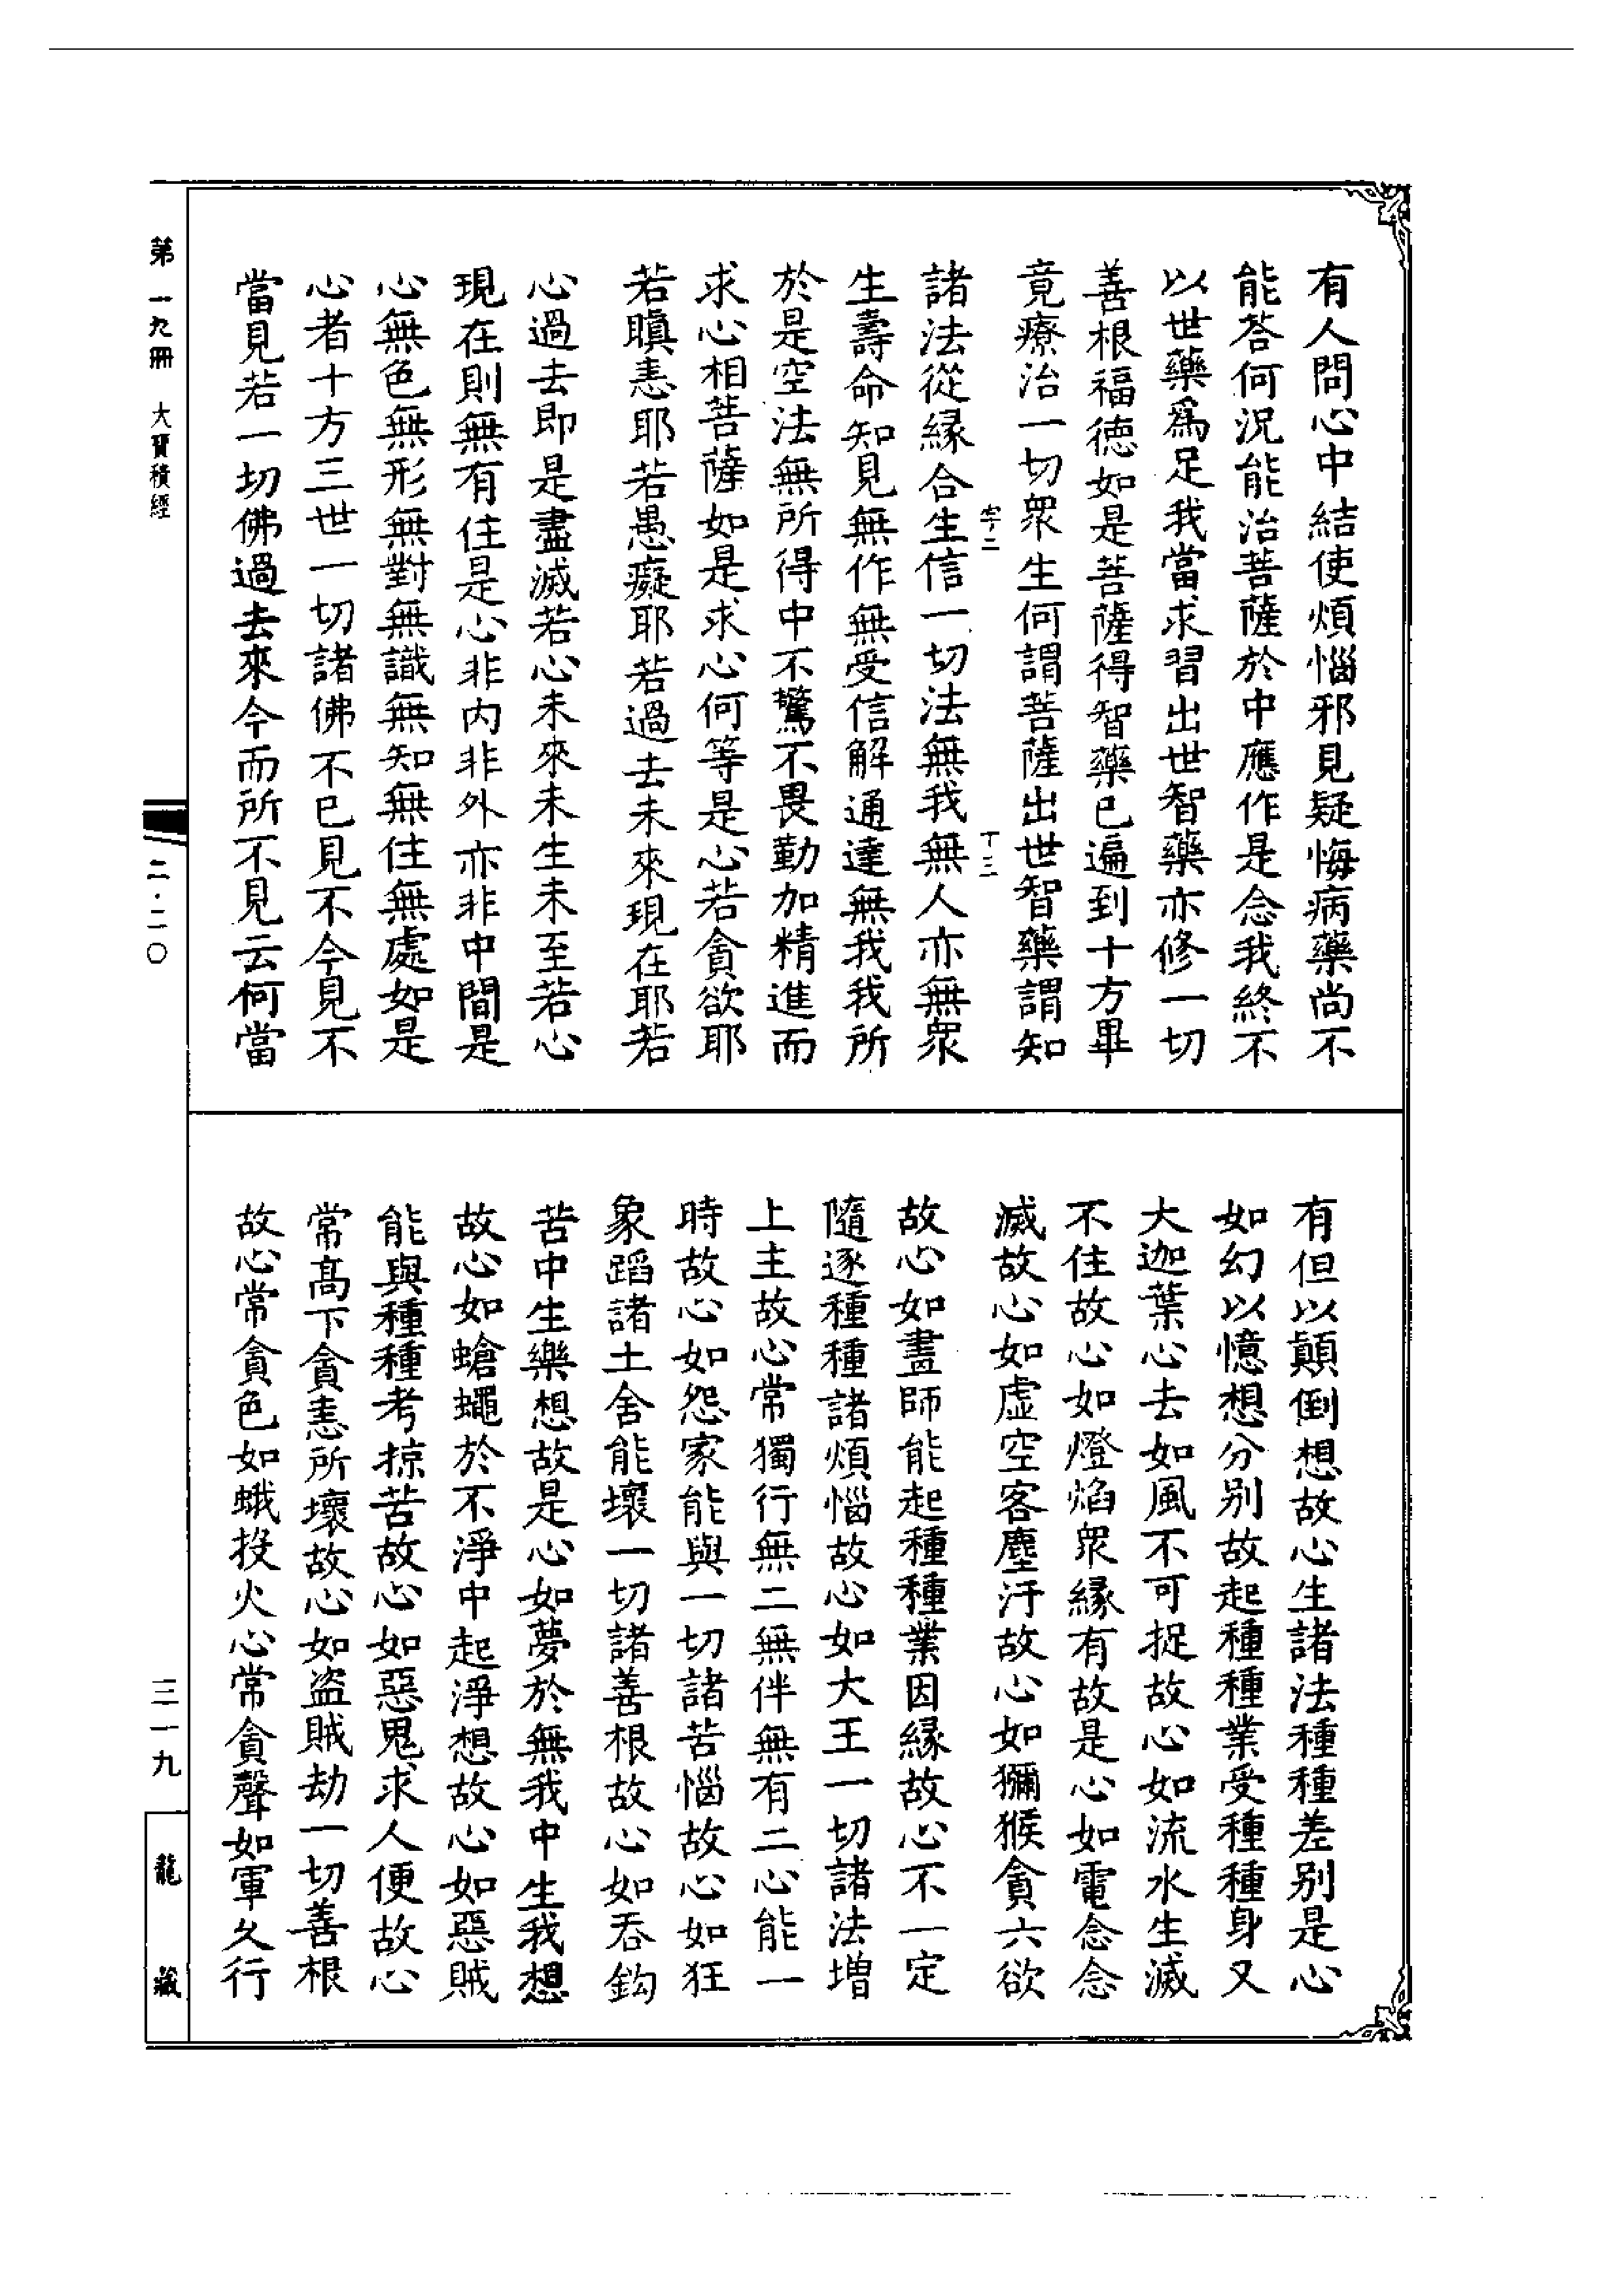 有人問心中結使煩惱邪見疑悔病藥尚不
能荅何況能治菩薩於中應作是念我終不
以世藥爲足我當求習出世智藥亦修一切
善根福德如是菩薩得智藥已遍到十方畢
竟療治一切衆生何謂菩薩出世智藥謂知
十三
諸法從緣合生信一切法無我無人亦無衆
生壽命知見無作無受信解通達無我我所
於是空法無所得中不驚不畏勤加精進而
求心相菩薩如是求心何等是心若貪欲耶
若瞋恚耶若愚癡耶若過去未來現在耶若
心過去即是盡滅若心未來未生未至若心
現在則無有住是心非内非外亦非中間是
心無色無形無對無識無知無住無處如是
心者十方三世一切諸佛不已見不今見不
當見若一切佛過去來今而所不見云何當
有但以顛倒想故心生諸法種種差别是心
如幻以憶想分别故起種種業受種種身又
大迦葉心去如風不可捉故心如流水生滅
不住故心如燈焰衆緣有故是心如電念念
滅故心如虛空客塵汙故心如獼猴貪六欲
故心如畫師能起種種業因緣故心不一定
隨逐種種諸煩惱故心如大王一切諸法增
上主故心常獨行無二無伴無有二心能一
時故心如怨家能與一切諸苦惱故心如狂
象蹈諸土舍能壞一切諸善根故心如吞鈎
苦中生樂想故是心如夢於無我中生我想
故心如蒼蠅於不淨中起淨想故心如惡賊
能與種種考掠苦故心如惡鬼求人便故心
常高下貪恚所壞故心如盜賊劫一切善根
故心常貪色如蛾投火心常貪聲如軍久行
第一九冊 大寶積經
二·二〇
三一九
龍藏